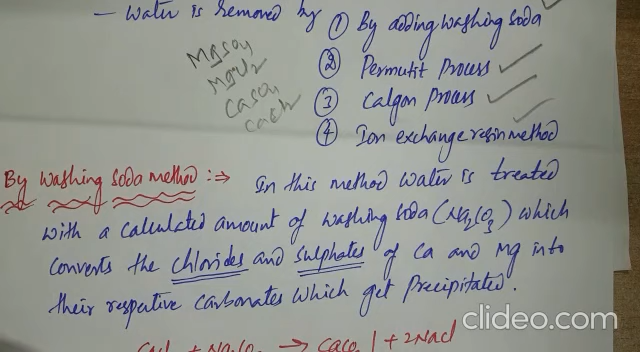 - Water is removed by ① By adding washing soda
② Permutit Process
③ Calgon Process
④ Ion exchange resin method
MgSO4
MgCl2
CaSO4
CaCl2
By washing soda method :⇒ In this method water is treated
with a calculated amount of washing soda (Na2CO3) which
converts the chlorides and sulphates of Ca and Mg into
their respective carbonates which get Precipitated.
CaCl2 + Na2CO3 → CaCO3 ↓ + 2NaCl
clideo.com